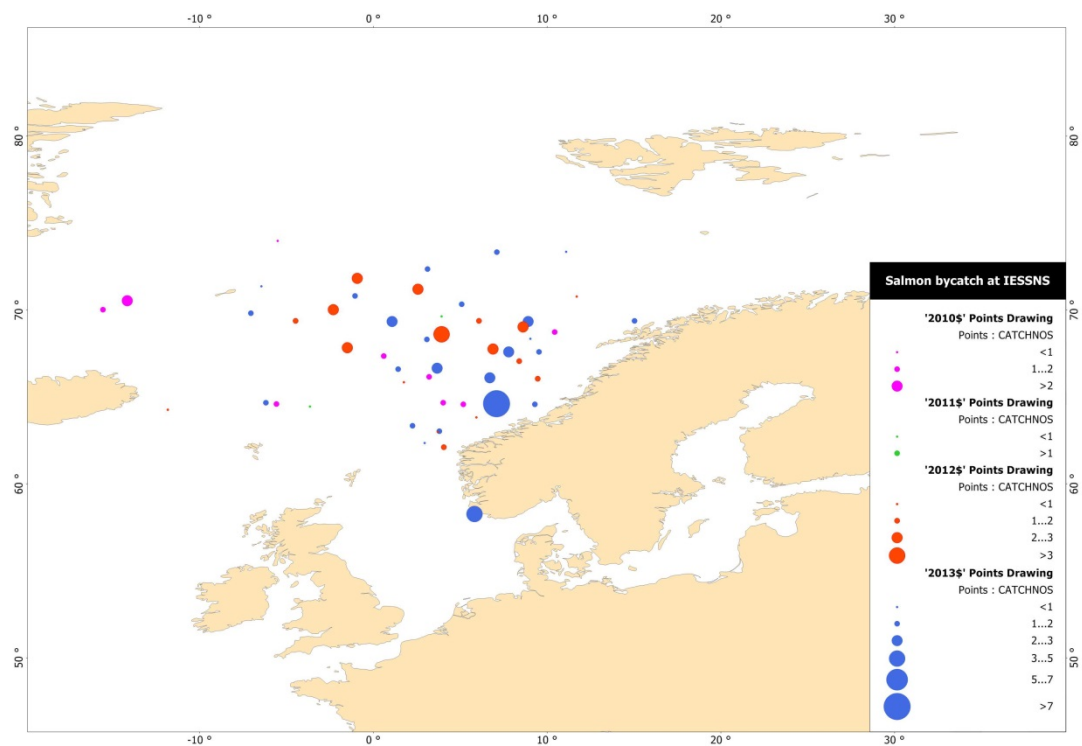 -10 ° 0 ° 10 ° 20 ° 30 °
80 ° 80 °
70 ° 70 °
60 ° 60 °
50 ° 50 °
Salmon bycatch at IESSNS
'2010$' Points Drawing
Points : CATCHNOS
<1
1...2
>2
'2011$' Points Drawing
Points : CATCHNOS
<1
>1
'2012$' Points Drawing
Points : CATCHNOS
<1
1...2
2...3
>3
'2013$' Points Drawing
Points : CATCHNOS
<1
1...2
2...3
3...5
5...7
>7
-10 ° 0 ° 10 ° 20 ° 30 °